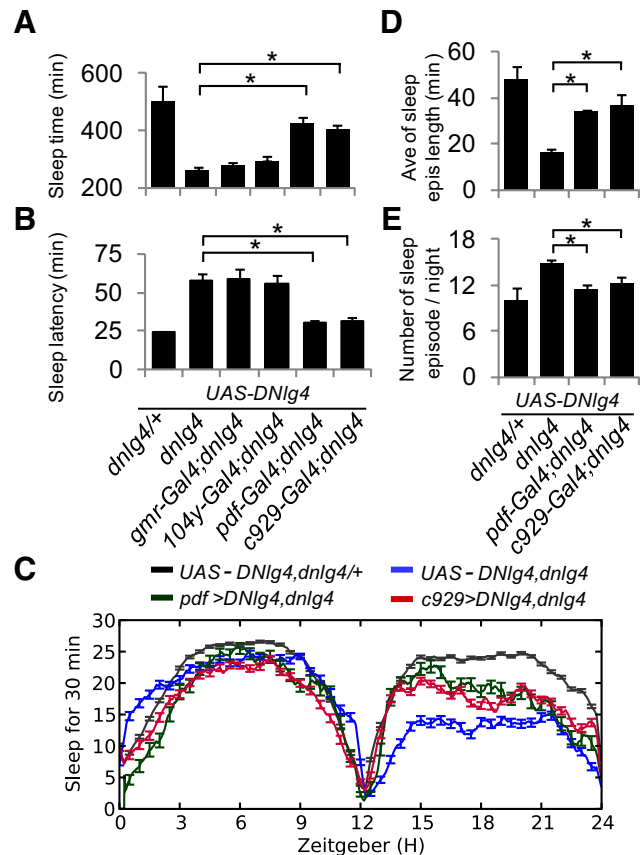 A
Sleep time (min)
600
400
200
*
*
B
Sleep latency (min)
75
50
25
0
*
*
UAS-DNlg4
dnlg4/+
dnlg4
gmr-Gal4;dnlg4
104y-Gal4;dnlg4
pdf-Gal4;dnlg4
c929-Gal4;dnlg4
D
Ave of sleep
epis length (min)
60
40
20
0
*
*
E
Number of sleep
episode / night
18
12
6
0
*
*
UAS-DNlg4
dnlg4/+
dnlg4
pdf-Gal4;dnlg4
c929-Gal4;dnlg4
C
UAS-DNlg4,dnlg4/+
UAS-DNlg4,dnlg4
pdf>DNlg4,dnlg4
c929>DNlg4,dnlg4
Sleep for 30 min
30
25
20
15
10
5
0
0 3 6 9 12 15 18 21 24
Zeitgeber (H)